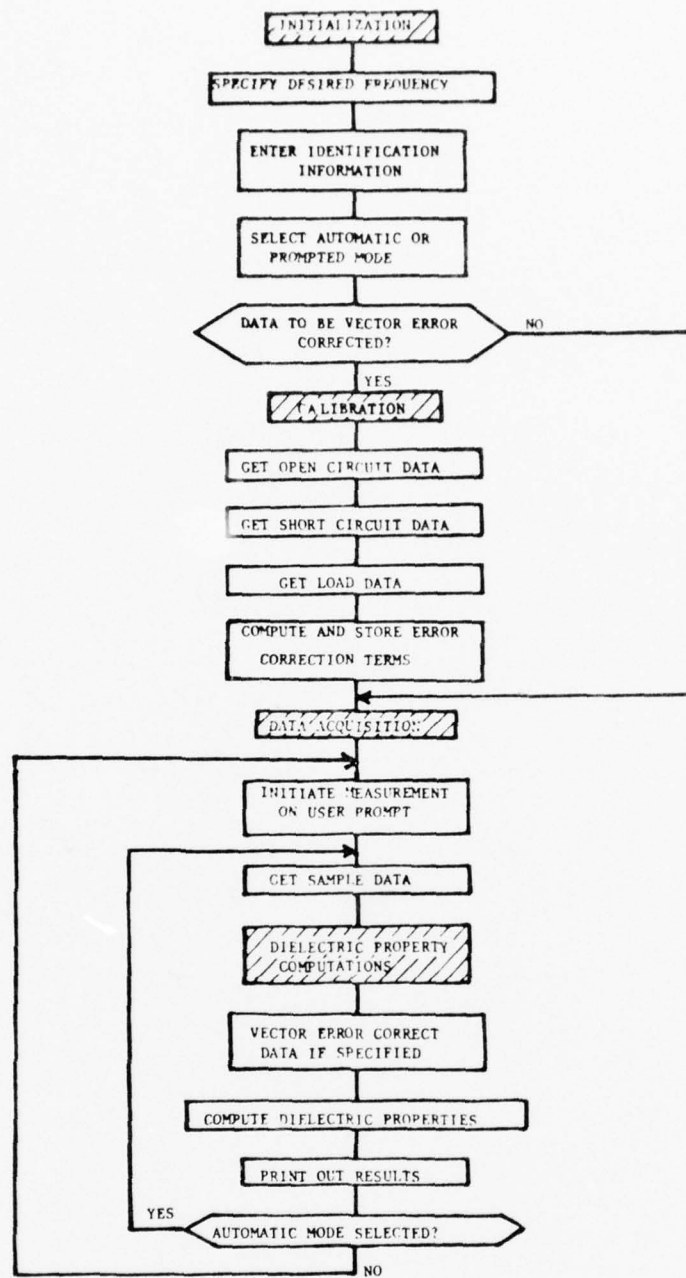 INITIALIZATION
SPECIFY DESIRED FREQUENCY
ENTER IDENTIFICATION
INFORMATION
SELECT AUTOMATIC OR
PROMPTED MODE
DATA TO BE VECTOR ERROR
CORRECTED?
NO
YES
CALIBRATION
GET OPEN CIRCUIT DATA
GET SHORT CIRCUIT DATA
GET LOAD DATA
COMPUTE AND STORE ERROR
CORRECTION TERMS
DATA ACQUISITION
INITIATE MEASUREMENT
ON USER PROMPT
GET SAMPLE DATA
DIELECTRIC PROPERTY
COMPUTATIONS
VECTOR ERROR CORRECT
DATA IF SPECIFIED
COMPUTE DIELECTRIC PROPERTIES
PRINT OUT RESULTS
YES
AUTOMATIC MODE SELECTED?
NO